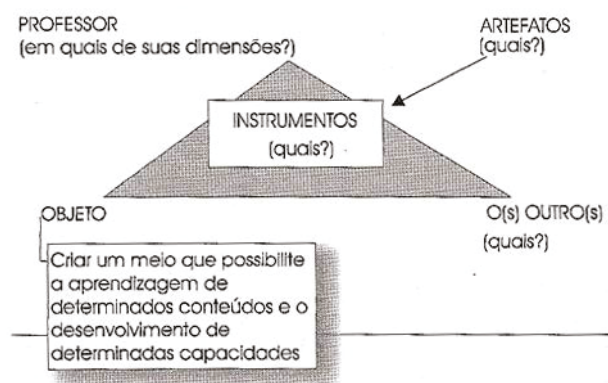 PROFESSOR
(em quais de suas dimensões?)
ARTEFATOS
(quais?)
INSTRUMENTOS
(quais?)
OBJETO
O(s) OUTRO(s)
(quais?)
Criar um meio que possibilite
a aprendizagem de
determinados conteúdos e o
desenvolvimento de
determinadas capacidades